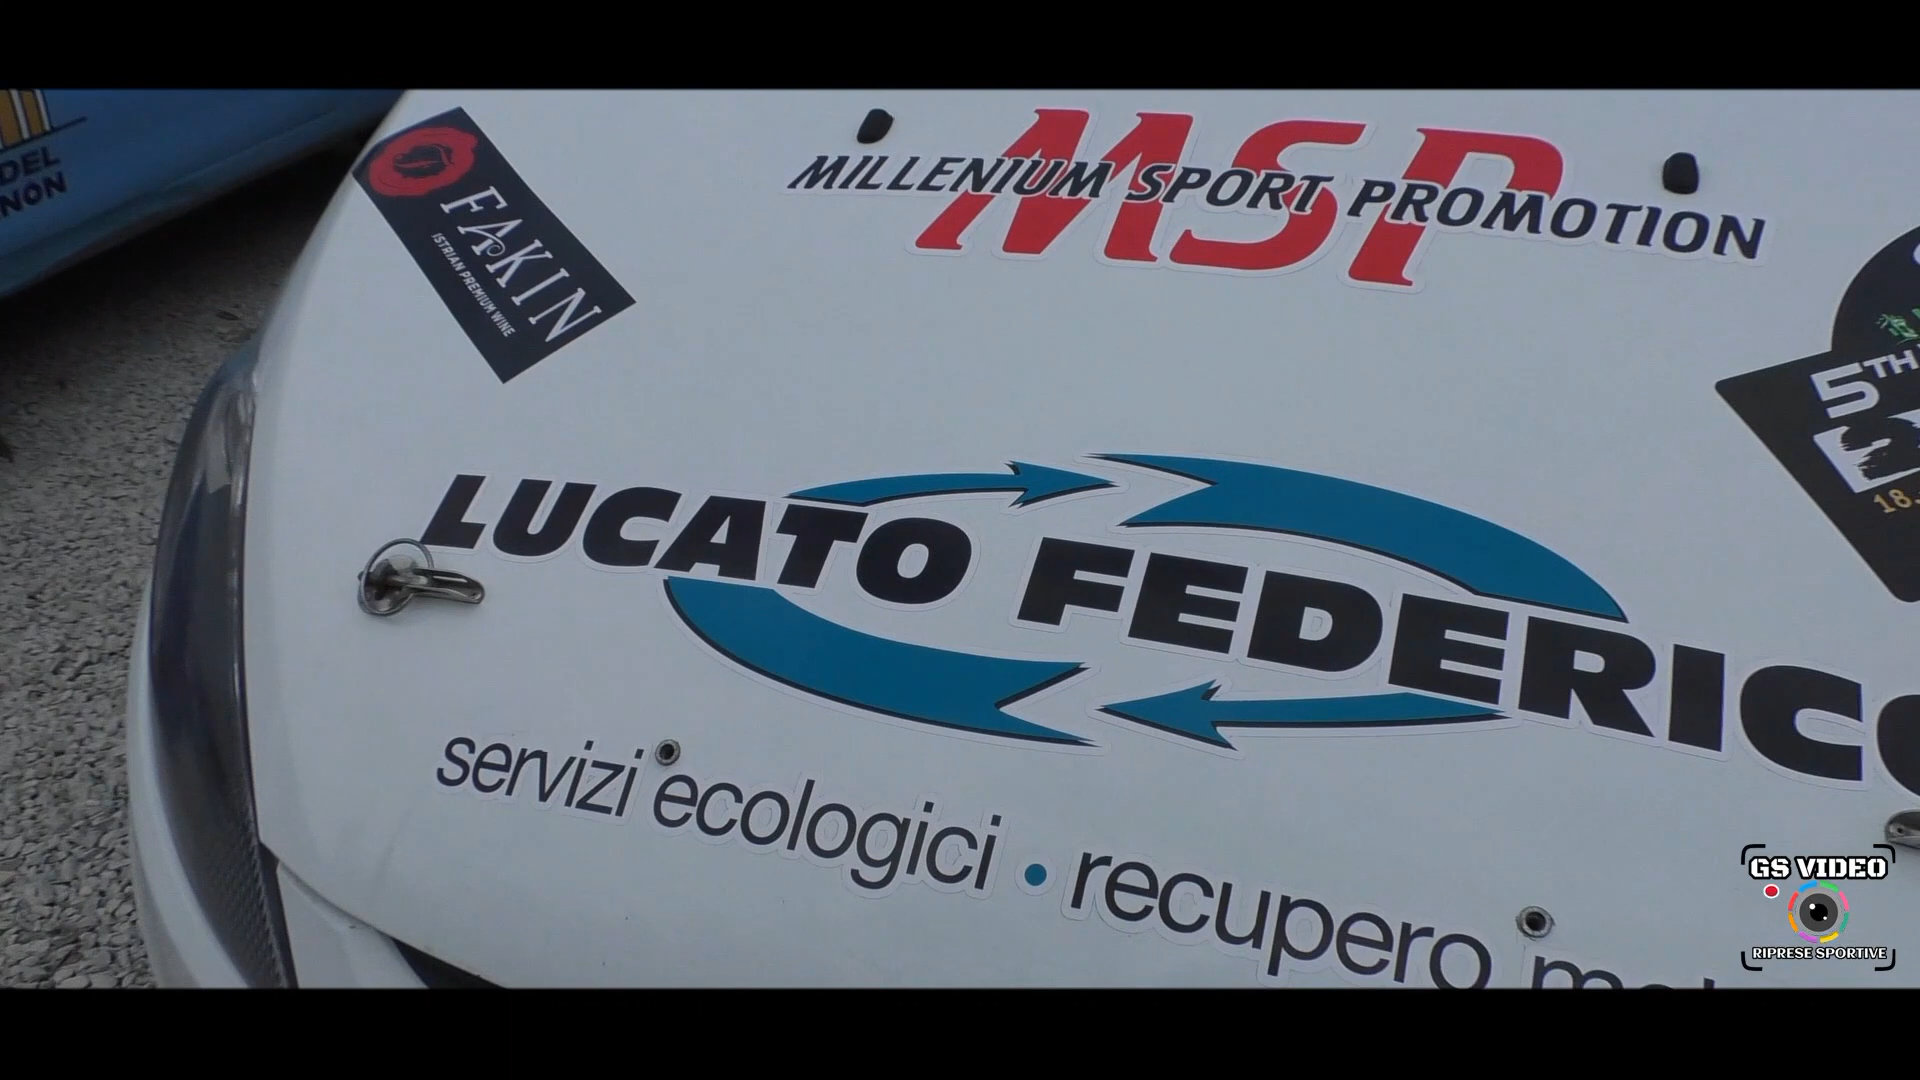 DEL
NON
FAKIN
ISTRIAN PREMIUM WINE
MSP
MILLENIUM SPORT PROMOTION
5TH
18.
LUCATO FEDERICO
servizi ecologici • recupero
GS VIDEO
RIPRESE SPORTIVE